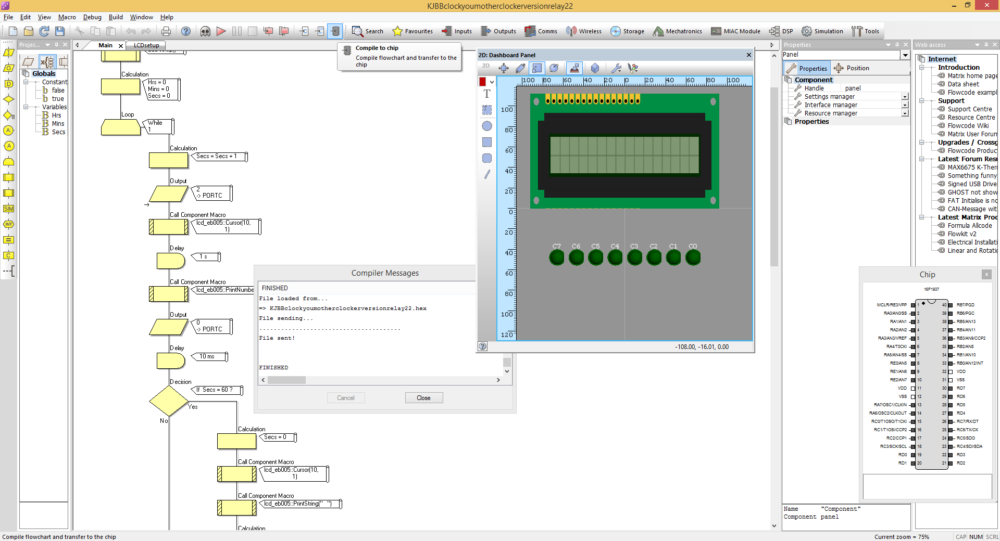 KJBBclockyoumotherclockerversionrelay22
File Edit View Macro Debug Build Window Help
Search Favourites Inputs Outputs Comms Wireless Storage Mechatronics MIAC Module DSP Simulation Tools
Projec...
Globals
Constant
false
true
Variables
Hrs
Mins
Secs
Main
LCDsetup
Compile to chip
Compile flowchart and transfer to the
chip
Calculation
Hrs = 0
Mins = 0
Secs = 0
Loop
While
1
Calculation
Secs = Secs + 1
Output
2
-> PORTC
Call Component Macro
lcd_eb005::Cursor(10,
1)
Delay
1 s
Call Component Macro
lcd_eb005::PrintNumbe
Output
0
-> PORTC
Delay
10 ms
Decision
If Secs = 60 ?
Yes
No
Calculation
Secs = 0
Call Component Macro
lcd_eb005::Cursor(10,
1)
Call Component Macro
lcd_eb005::PrintString("  ")
Calculation
Compiler Messages
FINISHED
File loaded from...
=> KJBBclockyoumotherclockerversionrelay22.hex
File sending...
File sent!
FINISHED
Cancel
Close
2D: Dashboard Panel
2D
100 80 60 40 20 0 20 40 60 80 100
T
100
80
60
40
20
0
20
40
60
80
100
120
C7 C6 C5 C4 C3 C2 C1 C0
-108.00, -16.01, 0.00
Properties
Panel
Properties
Position
Component
Handle panel
Settings manager
Interface manager
Resource manager
Properties
Name "Component"
Component panel
Web access
Internet
Introduction
Matrix home page
Data sheet
Flowcode exampl
Support
Support Centre
Resource Centre
Flowcode Wiki
Matrix User Forum
Upgrades / Crossg
Flowcode Produc
Latest Forum Resu
MAX6675 K-Therr
Something funny
Signed USB Drive
GHOST not show
FAT Initialise is no
CAN-Message wit
Latest Matrix Proc
Formula Allcode
Flowkit v2
Electrical Installati
Linear and Rotatio
Chip
16F1937
MCLR/RE3/VPP 1 40 RB7/PGD
RA0/AN0/SS 2 39 RB6/PGC
RA1/AN1 3 38 RB5/AN13
RA2/AN2 4 37 RB4/AN11
RA3/AN3/VREF 5 36 RB3/AN9/CCP2
RA4/T0CKI 6 35 RB2/AN8
RA5/AN4/SS 7 34 RB1/AN10
RE0/AN5 8 33 RB0/AN12/INT
RE1/AN6 9 32 VDD
RE2/AN7 10 31 VSS
VDD 11 30 RD7
VSS 12 29 RD6
RA7/OSC1/CLKIN 13 28 RD5
RA6/OSC2/CLKOUT 14 27 RD4
RC0/T1OSO/T1CKI 15 26 RC7/RX/DT
RC1/T1OSI/CCP2 16 25 RC6/TX/CK
RC2/CCP1 17 24 RC5/SDO
RC3/SCK/SCL 18 23 RC4/SDI/SDA
RD0 19 22 RD3
RD1 20 21 RD2
Compile flowchart and transfer to the chip
Current zoom = 75%
CAP NUM SCRL